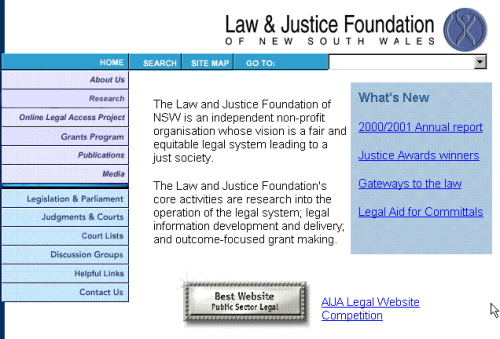 Law & Justice Foundation
OF NEW SOUTH WALES
HOME SEARCH SITE MAP GO TO:
About Us
Research
Online Legal Access Project
Grants Program
Publications
Media
Legislation & Parliament
Judgments & Courts
Court Lists
Discussion Groups
Helpful Links
Contact Us
The Law and Justice Foundation of
NSW is an independent non-profit
organisation whose vision is a fair and
equitable legal system leading to a
just society.
The Law and Justice Foundation's
core activities are research into the
operation of the legal system; legal
information development and delivery;
and outcome-focused grant making.
What's New
2000/2001 Annual report
Justice Awards winners
Gateways to the law
Legal Aid for Committals
Best Website
Public Sector Legal
AIJA Legal Website
Competition